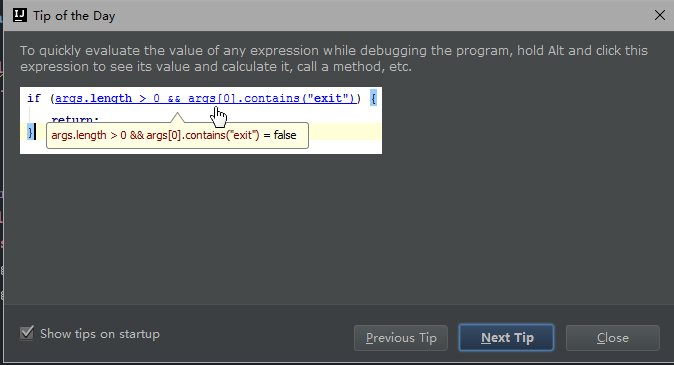 IJ Tip of the Day
To quickly evaluate the value of any expression while debugging the program, hold Alt and click this
expression to see its value and calculate it, call a method, etc.
if (args.length > 0 && args[0].contains("exit")) {
return;
}
args.length > 0 && args[0].contains("exit") = false
Show tips on startup
Previous Tip
Next Tip
Close